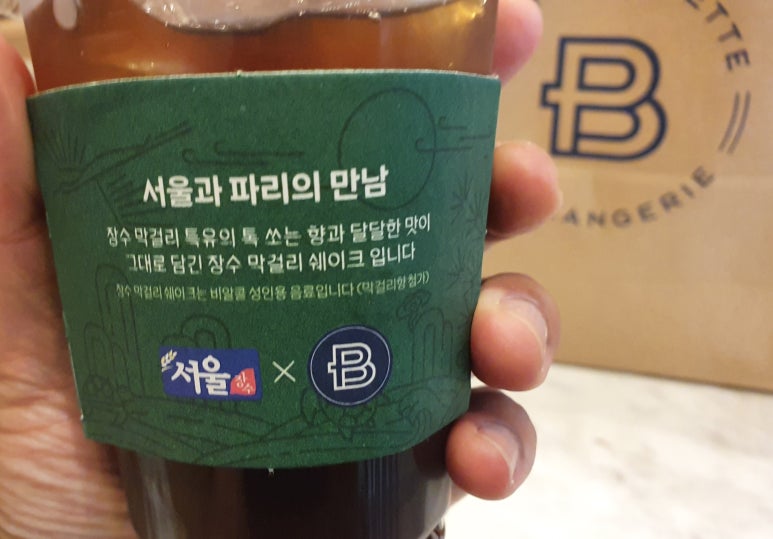 서울과 파리의 만남
장수 막걸리 특유의 톡 쏘는 향과 달달한 맛이
그대로 담긴 장수 막걸리 쉐이크 입니다
장수 막걸리 쉐이크는 비알콜 성인용 음료입니다 (막걸리향 첨가)
서울 장수 × B
B
ETTE
ANGERIE